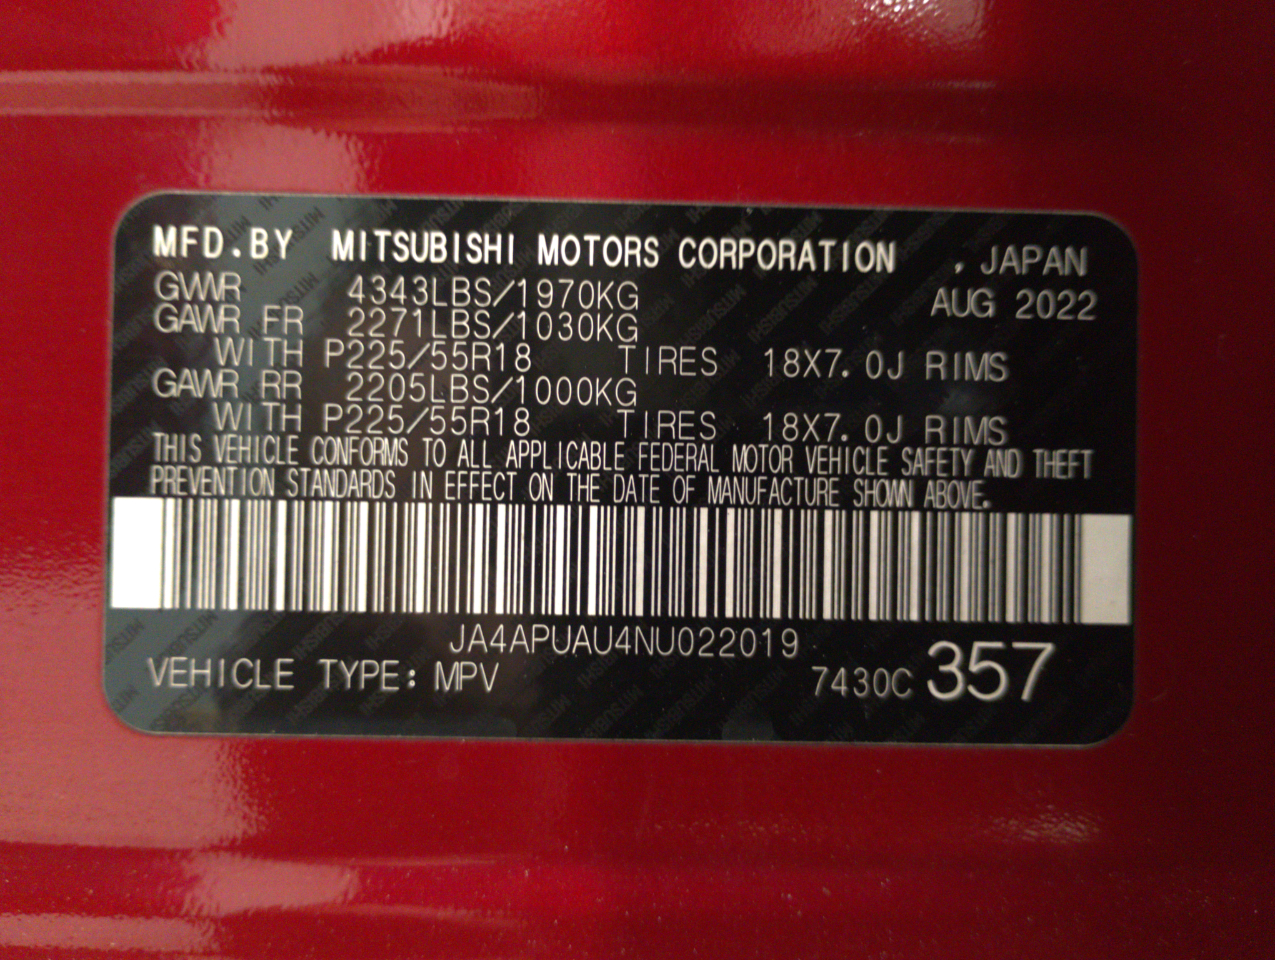 MFD.BY MITSUBISHI MOTORS CORPORATION , JAPAN
GWWR 4343LBS/1970KG AUG 2022
GAWR FR 2271LBS/1030KG
WITH P225/55R18 TIRES 18X7.0J RIMS
GAWR RR 2205LBS/1000KG
WITH P225/55R18 TIRES 18X7.0J RIMS
THIS VEHICLE CONFORMS TO ALL APPLICABLE FEDERAL MOTOR VEHICLE SAFETY AND THEFT
PREVENTION STANDARDS IN EFFECT ON THE DATE OF MANUFACTURE SHOWN ABOVE.
JA4APUAU4NU022019
VEHICLE TYPE: MPV 7430C 357